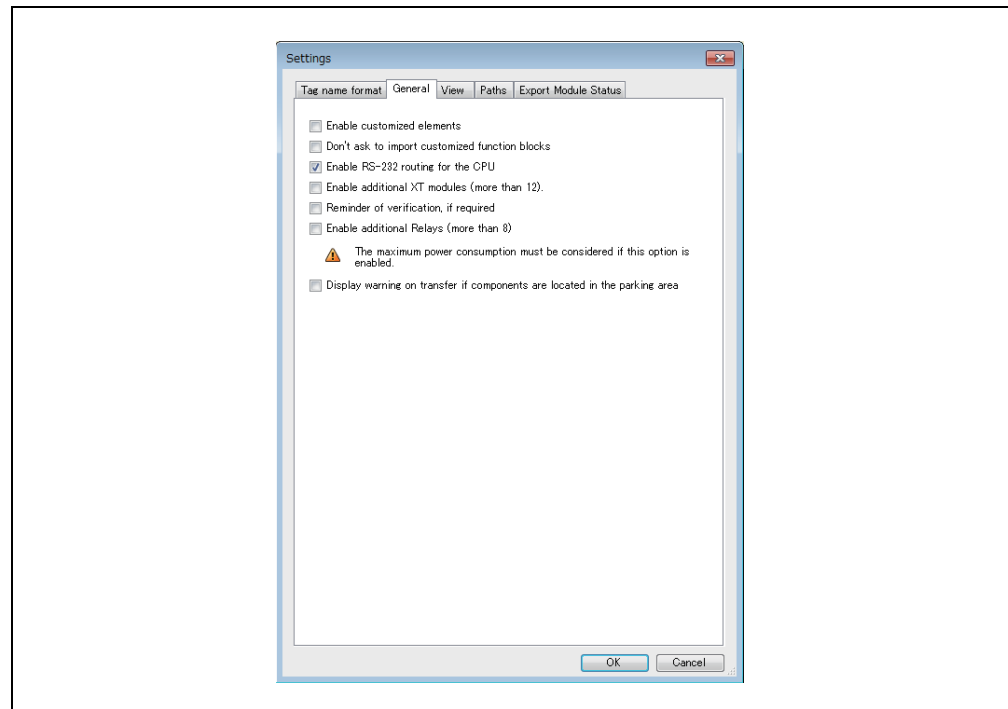 Settings
Tag name format General View Paths Export Module Status
Enable customized elements
Don't ask to import customized function blocks
Enable RS-232 routing for the CPU
Enable additional XT modules (more than 12).
Reminder of verification, if required
Enable additional Relays (more than 8)
The maximum power consumption must be considered if this option is
enabled.
Display warning on transfer if components are located in the parking area
OK Cancel